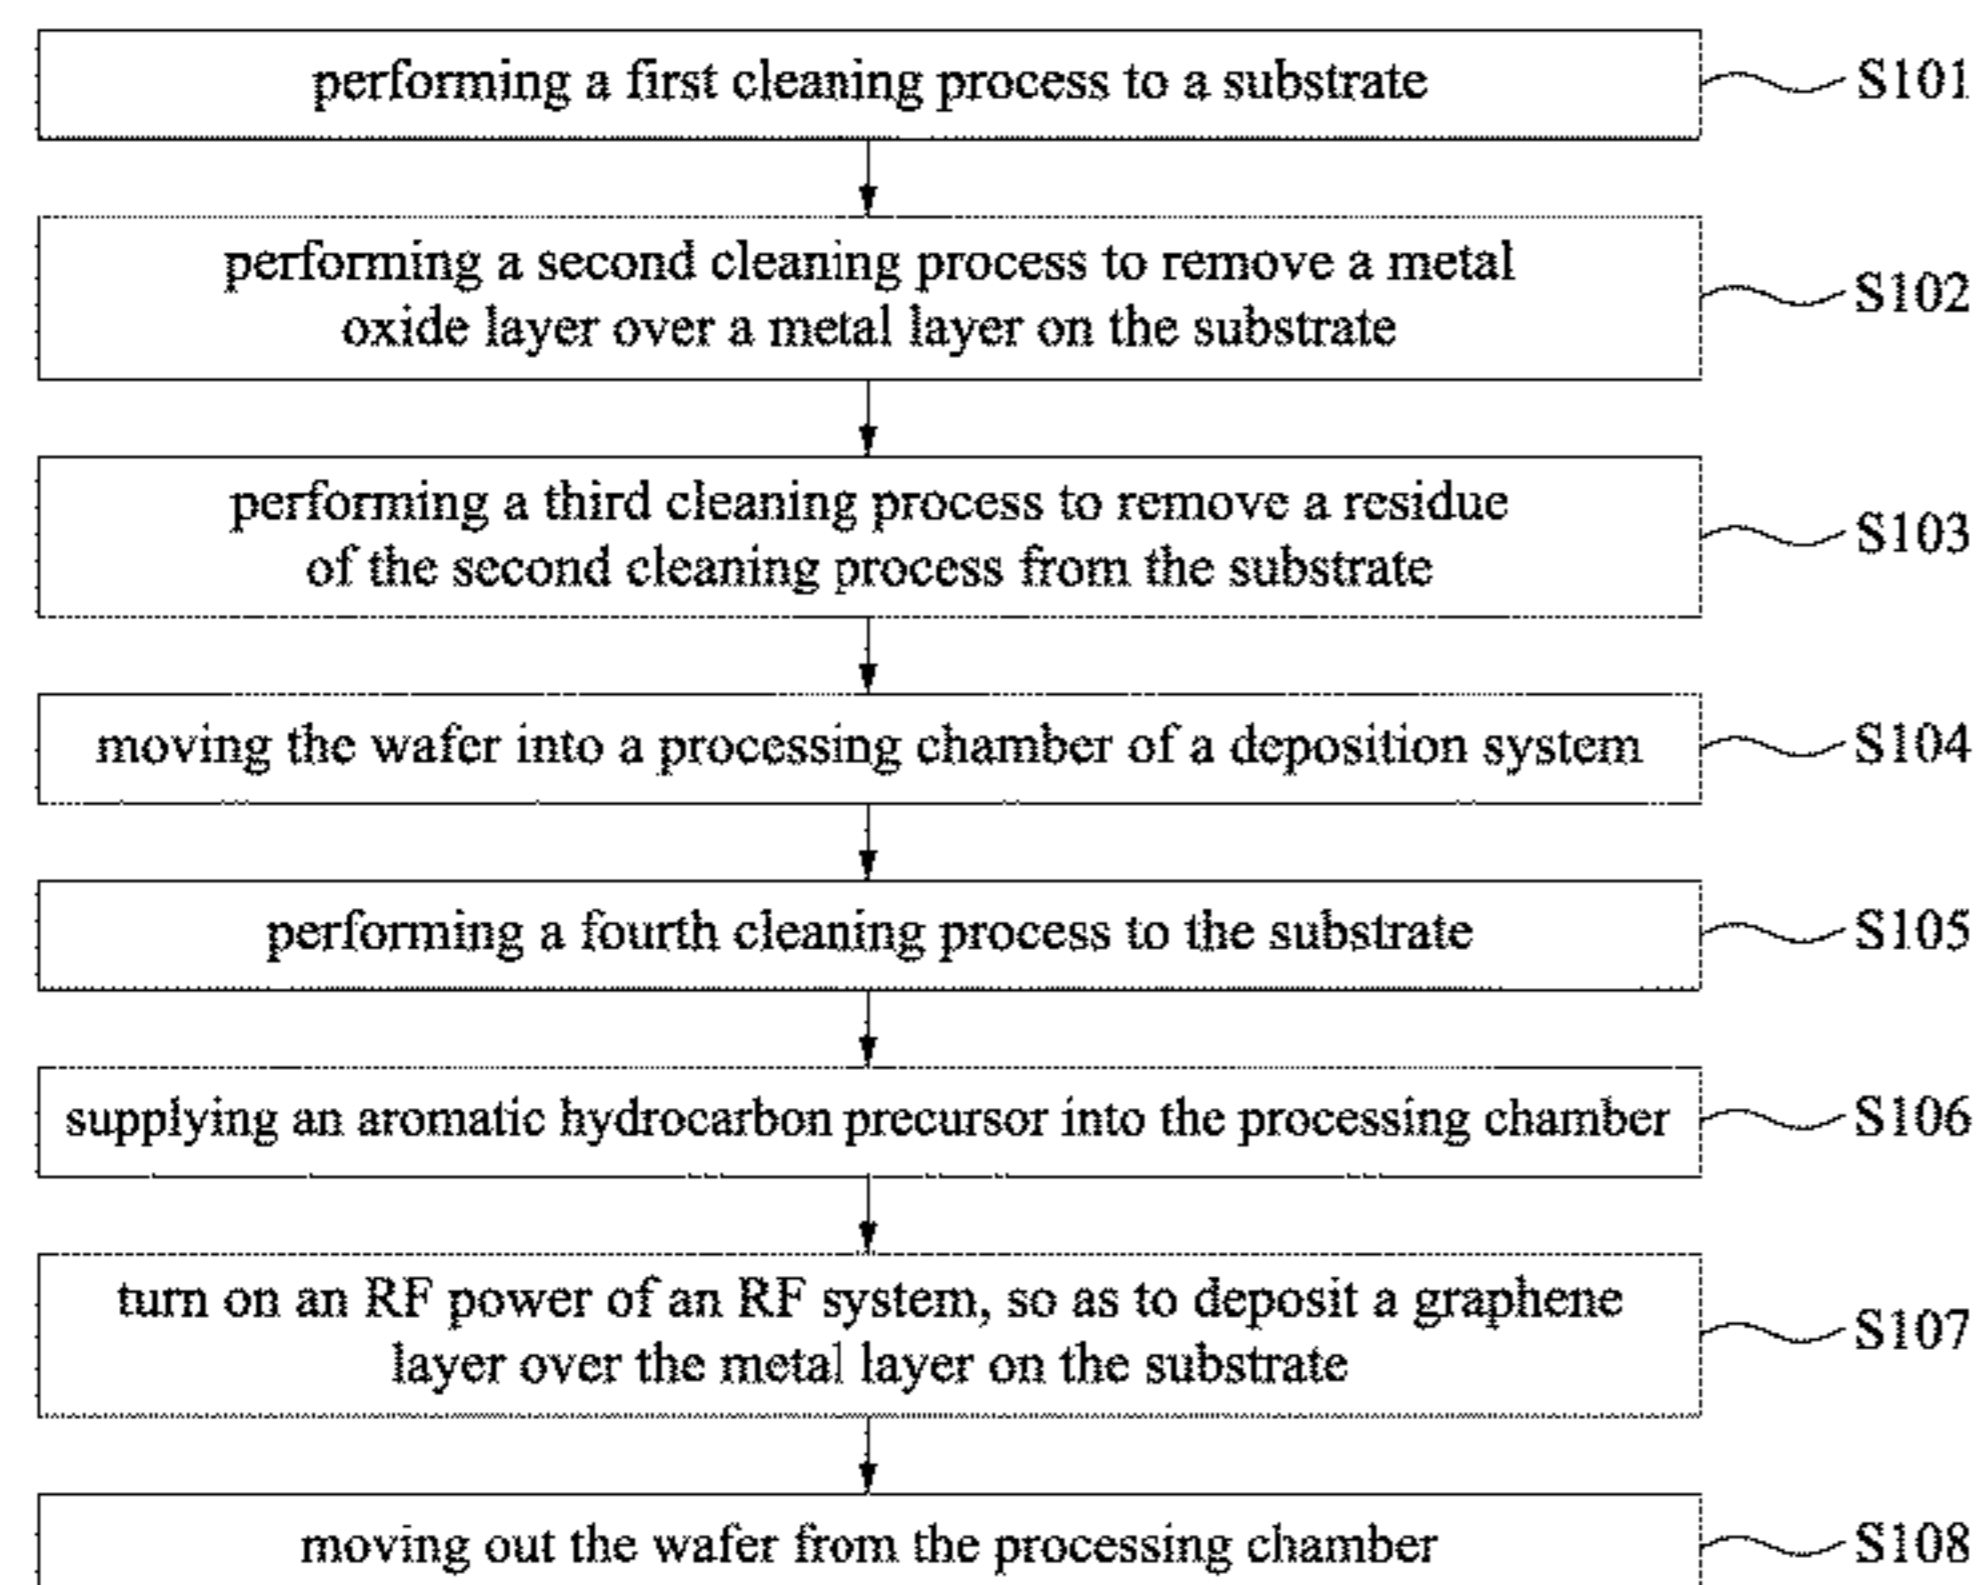 performing a first cleaning process to a substrate
S101
performing a second cleaning process to remove a metal
oxide layer over a metal layer on the substrate
S102
performing a third cleaning process to remove a residue
of the second cleaning process from the substrate
S103
moving the wafer into a processing chamber of a deposition system
S104
performing a fourth cleaning process to the substrate
S105
supplying an aromatic hydrocarbon precursor into the processing chamber
S106
turn on an RF power of an RF system, so as to deposit a graphene
layer over the metal layer on the substrate
S107
moving out the wafer from the processing chamber
S108